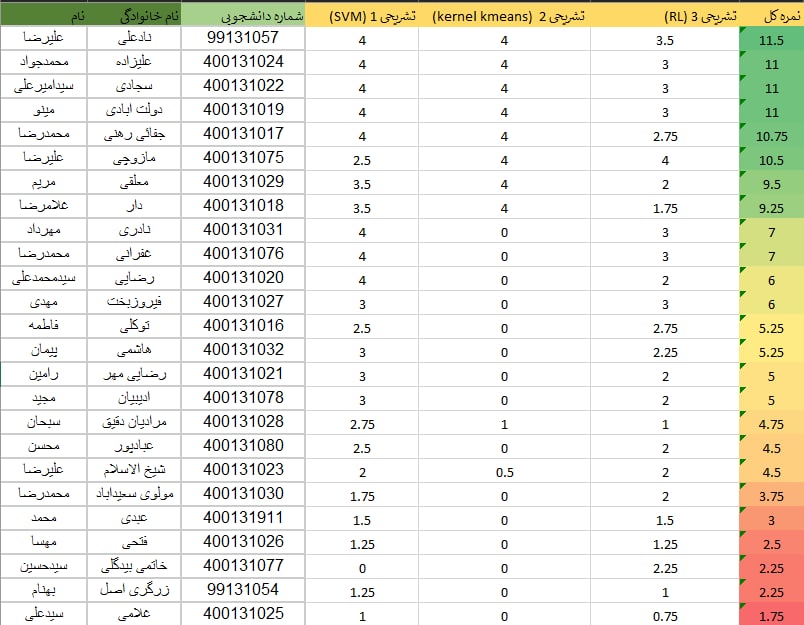 نام نام خانوادگی شماره دانشجویی تشریحی 1 (SVM) تشریحی 2 (kernel kmeans) تشریحی 3 (RL) نمره کل
علیرضا نادعلی 99131057 4 4 3.5 11.5
محمدجواد علیزاده 400131024 4 4 3 11
سیدامیرعلی سجادی 400131022 4 4 3 11
مینو دولت ابادی 400131019 4 4 3 11
محمدرضا جفائی رهنی 400131017 4 4 2.75 10.75
علیرضا مازوچی 400131075 2.5 4 4 10.5
مریم معلقی 400131029 3.5 4 2 9.5
غلامرضا دار 400131018 3.5 4 1.75 9.25
مهرداد نادری 400131031 4 0 3 7
محمدرضا غفرانی 400131076 4 0 3 7
سیدمحمدعلی رضایی 400131020 4 0 2 6
مهدی فیروزبخت 400131027 3 0 3 6
فاطمه توکلی 400131016 2.5 0 2.75 5.25
پیمان هاشمی 400131032 3 0 2.25 5.25
رامین رضایی مهر 400131021 3 0 2 5
مجید ادیبیان 400131078 3 0 2 5
سبحان مرادیان دقیق 400131028 2.75 1 1 4.75
محسن عبادپور 400131080 2.5 0 2 4.5
علیرضا شیخ الاسلام 400131023 2 0.5 2 4.5
محمدرضا مولوی سعیداباد 400131030 1.75 0 2 3.75
محمد عبدی 400131911 1.5 0 1.5 3
مهسا فتحی 400131026 1.25 0 1.25 2.5
سیدحسین خاتمی بیدگلی 400131077 0 0 2.25 2.25
بهنام زرگری اصل 99131054 1.25 0 1 2.25
سیدعلی غلامی 400131025 1 0 0.75 1.75